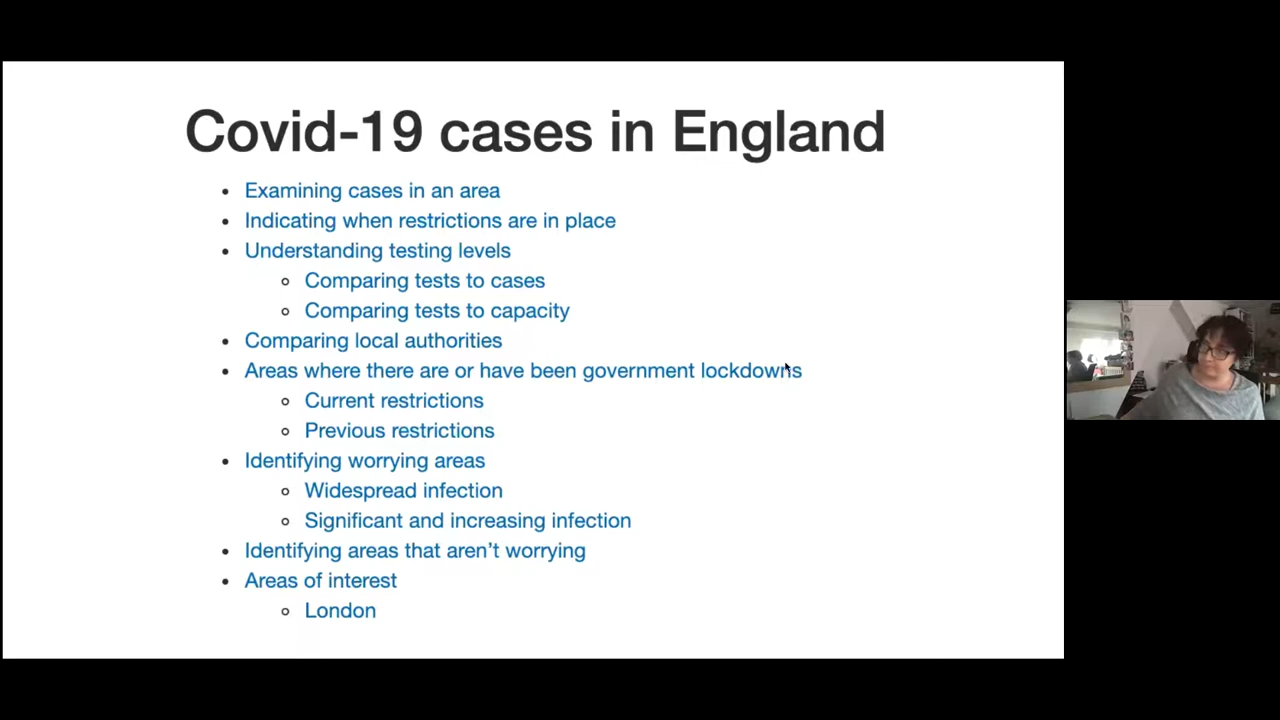 Covid-19 cases in England
Examining cases in an area
Indicating when restrictions are in place
Understanding testing levels
Comparing tests to cases
Comparing tests to capacity
Comparing local authorities
Areas where there are or have been government lockdowns
Current restrictions
Previous restrictions
Identifying worrying areas
Widespread infection
Significant and increasing infection
Identifying areas that aren’t worrying
Areas of interest
London